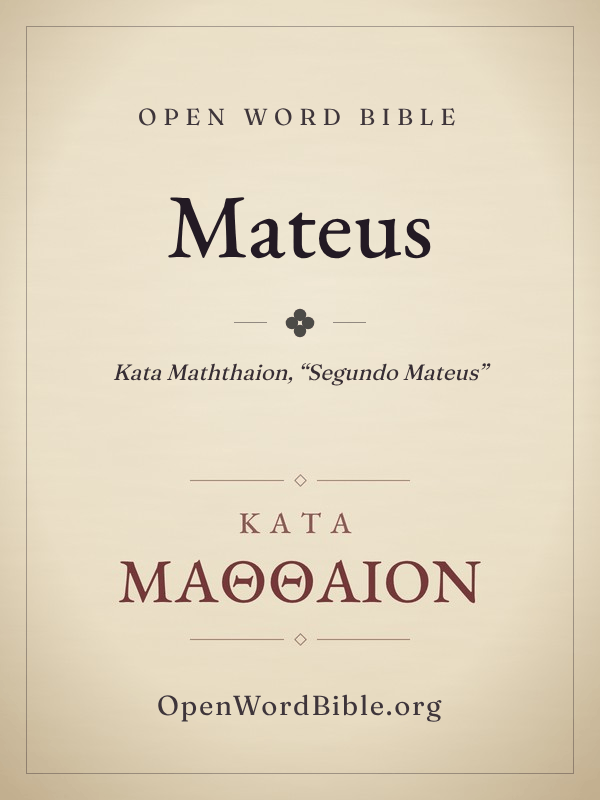 OPEN WORD BIBLE
Mateus
Kata Maththaion, “Segundo Mateus”
ΚΑΤΑ
ΜΑΘΘΑΙΟΝ
OpenWordBible.org